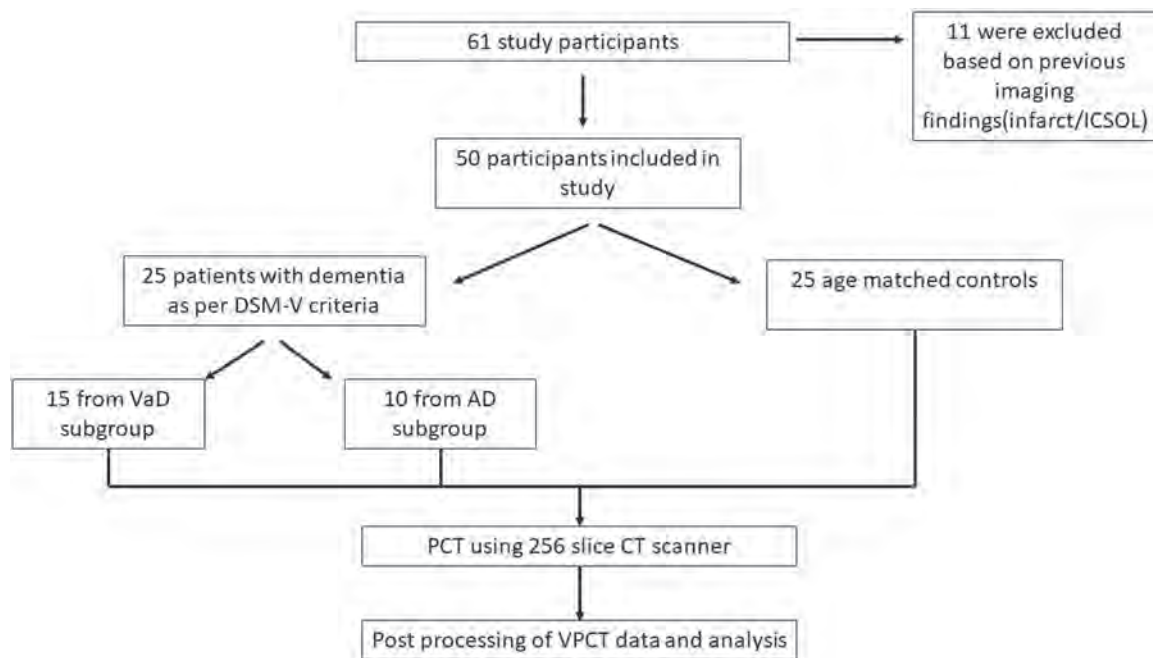 61 study participants
11 were excluded
based on previous
imaging
findings(infarct/ICSOL)
50 participants included in
study
25 patients with dementia
as per DSM-V criteria
25 age matched controls
15 from VaD
subgroup
10 from AD
subgroup
PCT using 256 slice CT scanner
Post processing of VPCT data and analysis